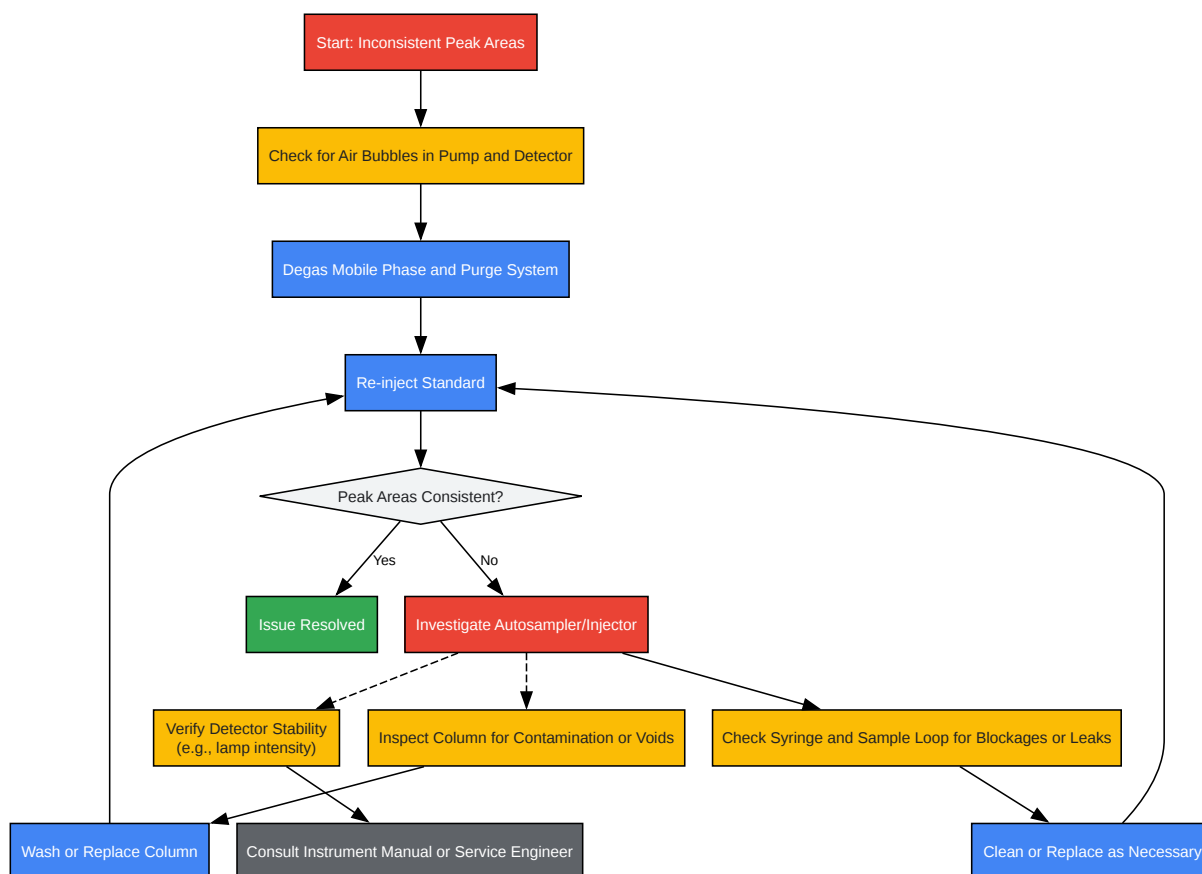 Start: Inconsistent Peak Areas
Check for Air Bubbles in Pump and Detector
Degas Mobile Phase and Purge System
Re-inject Standard
Peak Areas Consistent?
Yes
No
Issue Resolved
Investigate Autosampler/Injector
Verify Detector Stability
(e.g., lamp intensity)
Inspect Column for Contamination or Voids
Check Syringe and Sample Loop for Blockages or Leaks
Wash or Replace Column
Consult Instrument Manual or Service Engineer
Clean or Replace as Necessary